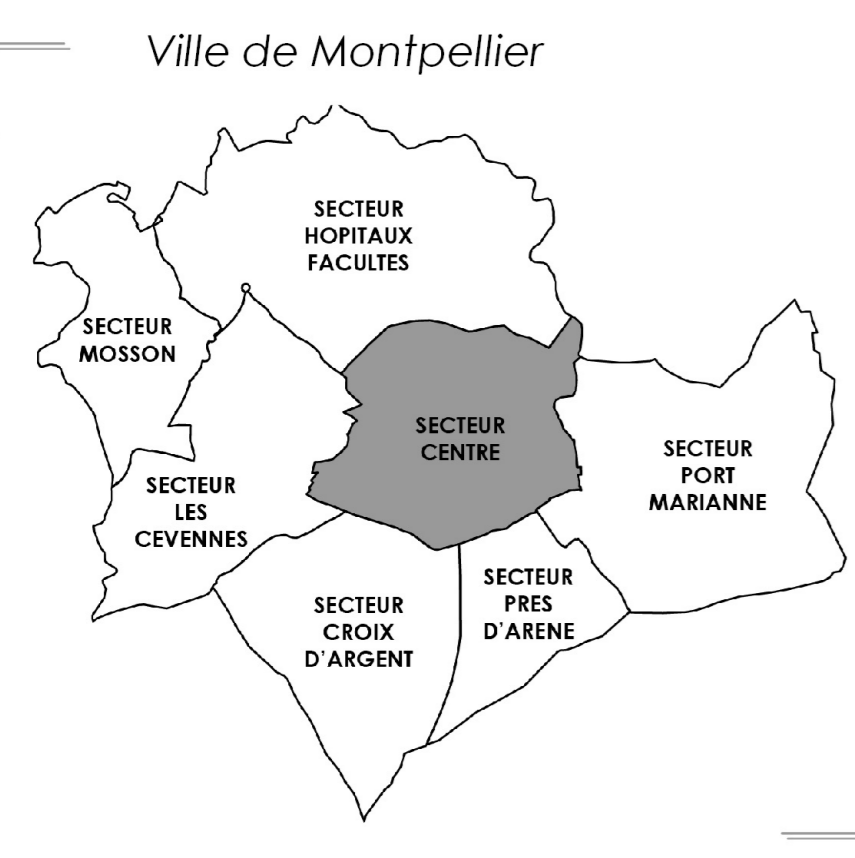 Ville de Montpellier
SECTEUR
HOPITAUX
FACULTES
SECTEUR
MOSSON
SECTEUR
CENTRE
SECTEUR
PORT
MARIANNE
SECTEUR
LES
CEVENNES
SECTEUR
PRES
D'ARENE
SECTEUR
CROIX
D'ARGENT